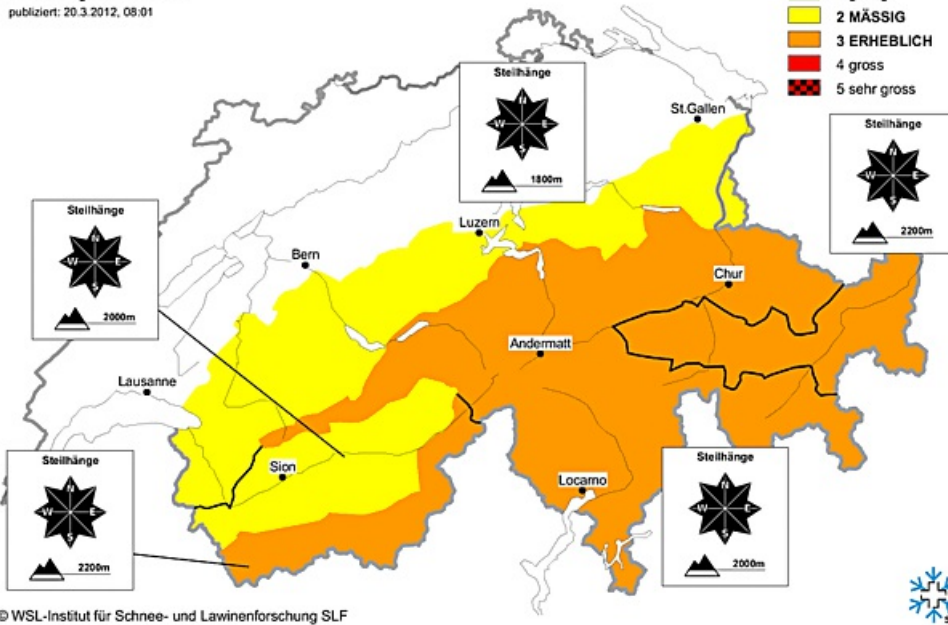 publiziert: 20.3.2012, 08:01
2 MÄSSIG
3 ERHEBLICH
4 gross
5 sehr gross
Steilhänge
N
W E
S
1800m
St.Gallen
Steilhänge
N
W E
S
2200m
Steilhänge
N
W E
S
2000m
Luzern
Bern
Chur
Andermatt
Lausanne
Steilhänge
N
W E
S
2200m
Sion
Locarno
Steilhänge
N
W E
S
2000m
© WSL-Institut für Schnee- und Lawinenforschung SLF